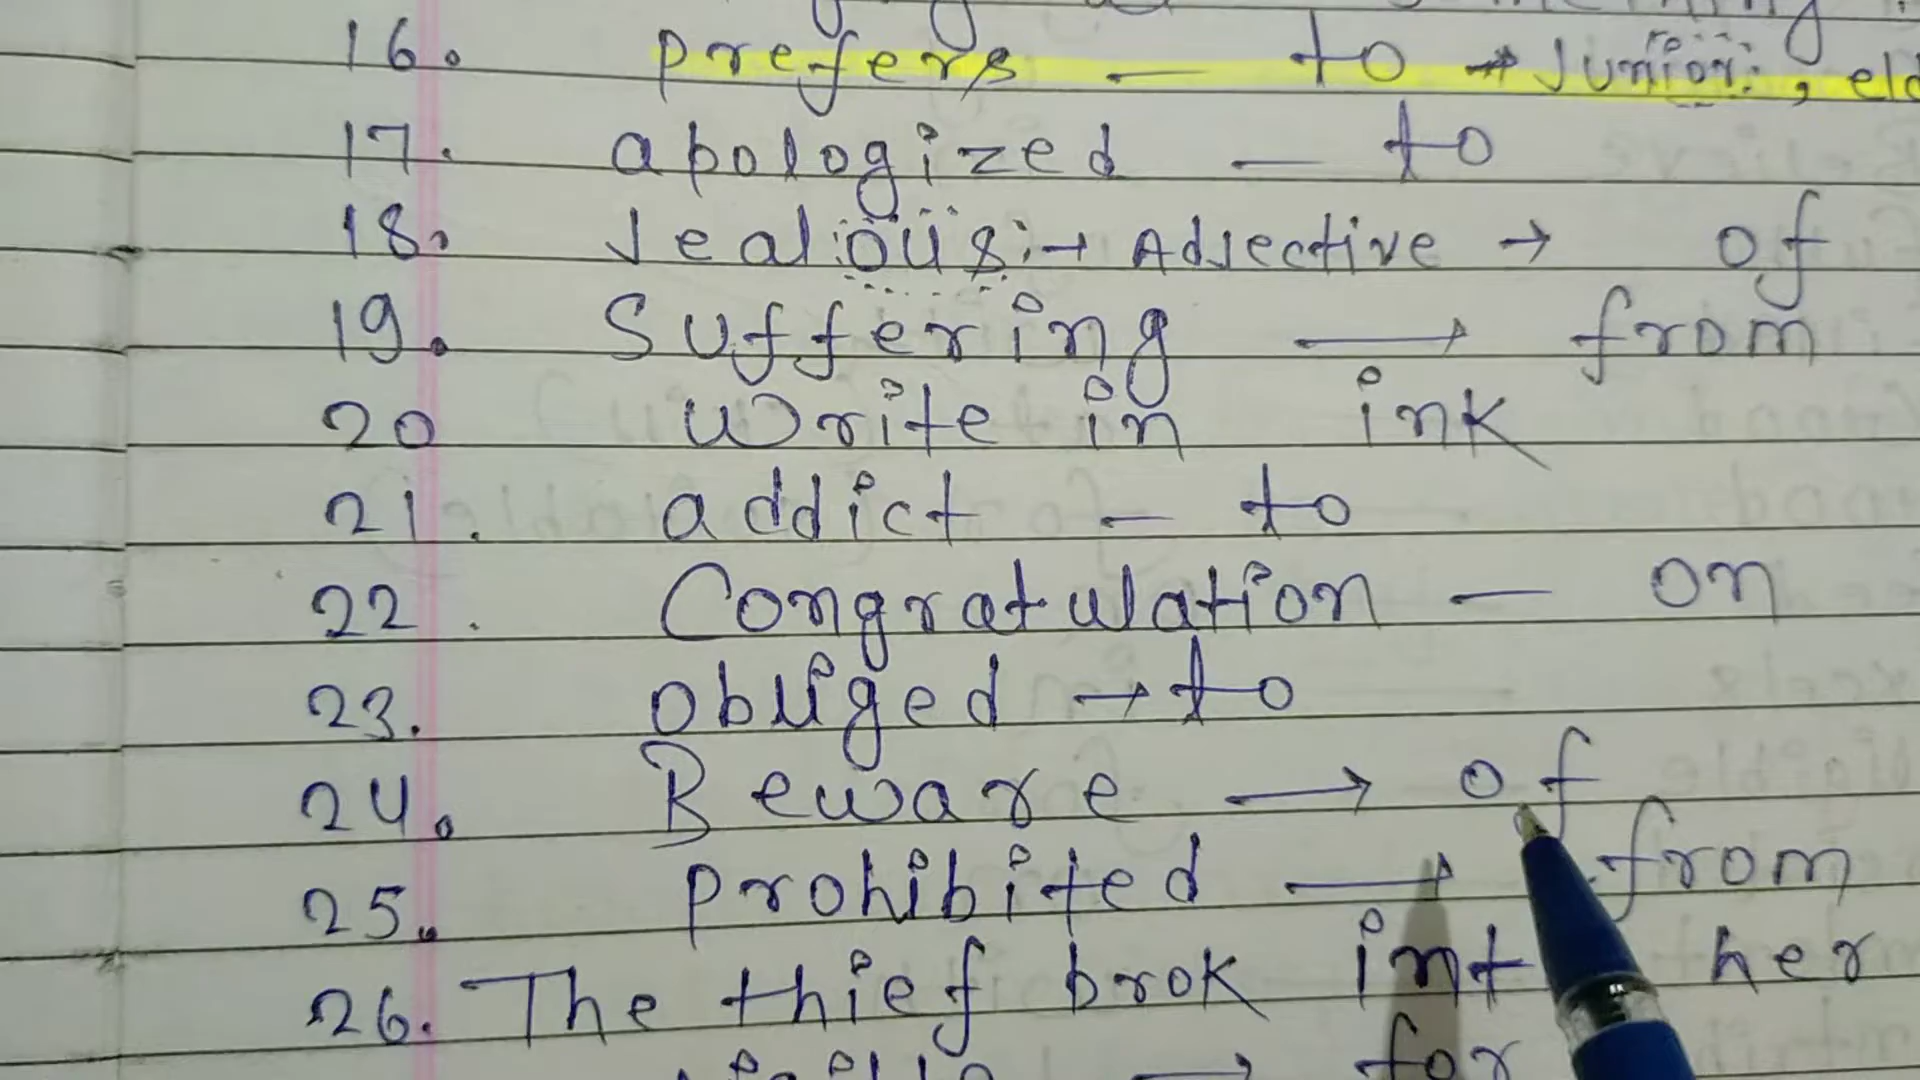 16. prefers – to → Junior, eld
17. apologized – to
18. Jealous → Adjective → of
19. Suffering → from
20 Write in ink
21. addict – to
22. Congratulation – on
23. obliged → to
24. Beware → of
25. prohibited → from
26. The thief brok int her
→ for